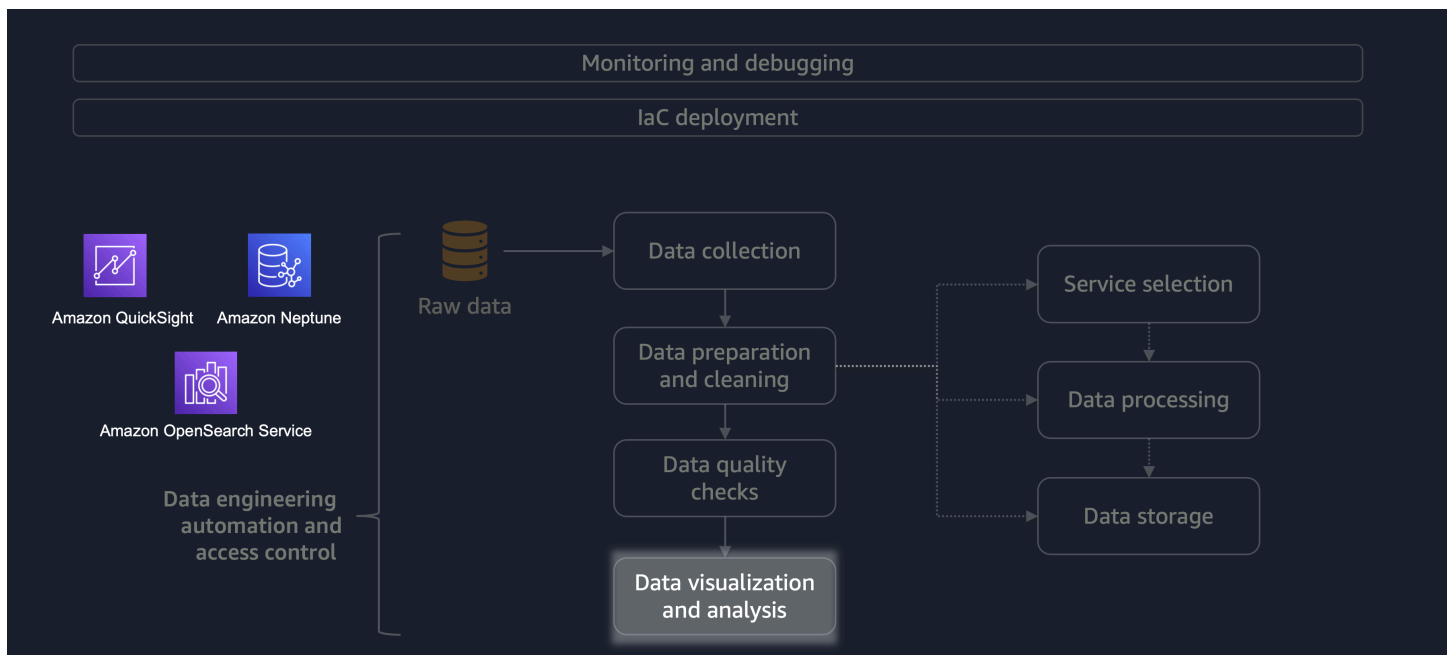 Monitoring and debugging
IaC deployment
Amazon QuickSight
Amazon Neptune
Amazon OpenSearch Service
Data engineering
automation and
access control
Raw data
Data collection
Data preparation
and cleaning
Data quality
checks
Data visualization
and analysis
Service selection
Data processing
Data storage